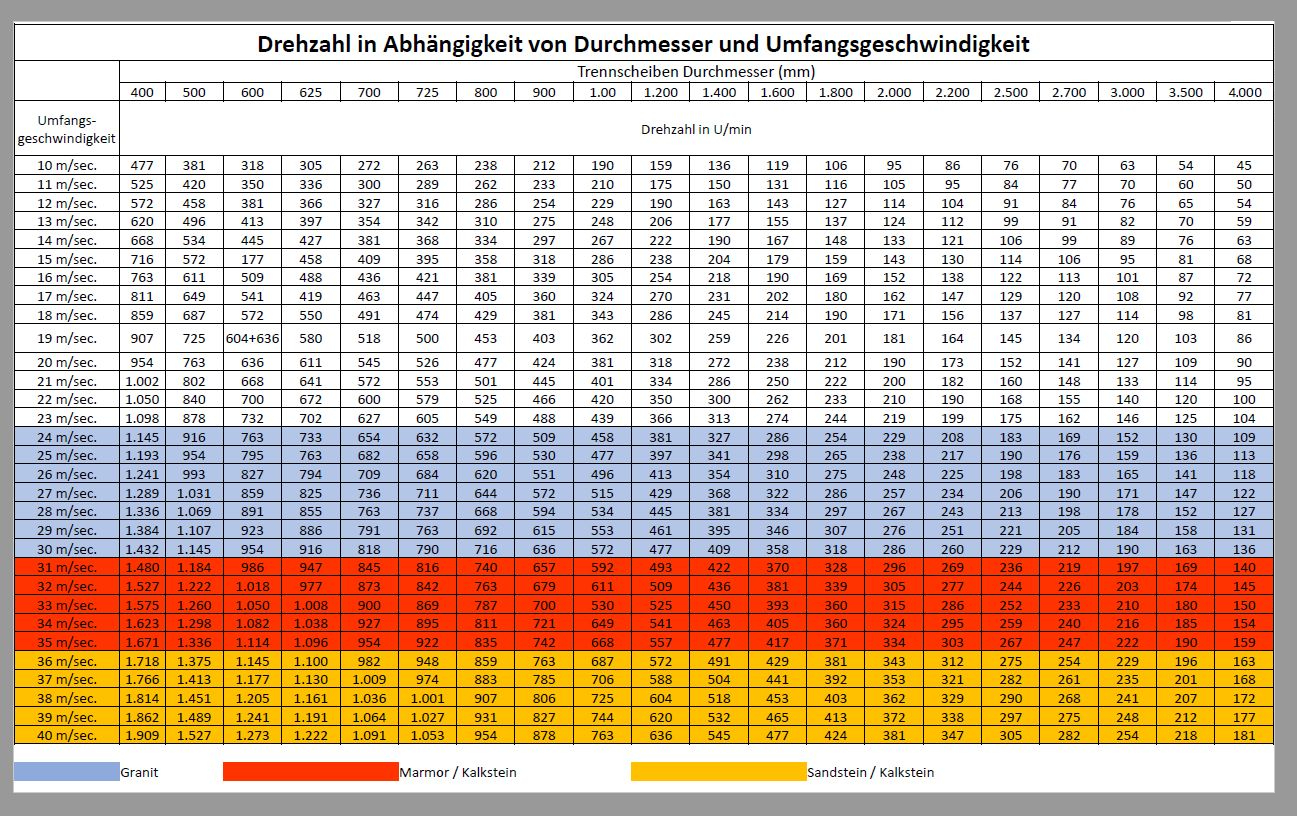 Drehzahl in Abhängigkeit von Durchmesser und Umfangsgeschwindigkeit
Trennscheiben Durchmesser (mm)
400 500 600 625 700 725 800 900 1.00 1.200 1.400 1.600 1.800 2.000 2.200 2.500 2.700 3.000 3.500 4.000
Umfangs-
geschwindigkeit
Drehzahl in U/min
10 m/sec. 477 381 318 305 272 263 238 212 190 159 136 119 106 95 86 76 70 63 54 45
11 m/sec. 525 420 350 336 300 289 262 233 210 175 150 131 116 105 95 84 77 70 60 50
12 m/sec. 572 458 381 366 327 316 286 254 229 190 163 143 127 114 104 91 84 76 65 54
13 m/sec. 620 496 413 397 354 342 310 275 248 206 177 155 137 124 112 99 91 82 70 59
14 m/sec. 668 534 445 427 381 368 334 297 267 222 190 167 148 133 121 106 99 89 76 63
15 m/sec. 716 572 177 458 409 395 358 318 286 238 204 179 159 143 130 114 106 95 81 68
16 m/sec. 763 611 509 488 436 421 381 339 305 254 218 190 169 152 138 122 113 101 87 72
17 m/sec. 811 649 541 419 463 447 405 360 324 270 231 202 180 162 147 129 120 108 92 77
18 m/sec. 859 687 572 550 491 474 429 381 343 286 245 214 190 171 156 137 127 114 98 81
19 m/sec. 907 725 604+636 580 518 500 453 403 362 302 259 226 201 181 164 145 134 120 103 86
20 m/sec. 954 763 636 611 545 526 477 424 381 318 272 238 212 190 173 152 141 127 109 90
21 m/sec. 1.002 802 668 641 572 553 501 445 401 334 286 250 222 200 182 160 148 133 114 95
22 m/sec. 1.050 840 700 672 600 579 525 466 420 350 300 262 233 210 190 168 155 140 120 100
23 m/sec. 1.098 878 732 702 627 605 549 488 439 366 313 274 244 219 199 175 162 146 125 104
24 m/sec. 1.145 916 763 733 654 632 572 509 458 381 327 286 254 229 208 183 169 152 130 109
25 m/sec. 1.193 954 795 763 682 658 596 530 477 397 341 298 265 238 217 190 176 159 136 113
26 m/sec. 1.241 993 827 794 709 684 620 551 496 413 354 310 275 248 225 198 183 165 141 118
27 m/sec. 1.289 1.031 859 825 736 711 644 572 515 429 368 322 286 257 234 206 190 171 147 122
28 m/sec. 1.336 1.069 891 855 763 737 668 594 534 445 381 334 297 267 243 213 198 178 152 127
29 m/sec. 1.384 1.107 923 886 791 763 692 615 553 461 395 346 307 276 251 221 205 184 158 131
30 m/sec. 1.432 1.145 954 916 818 790 716 636 572 477 409 358 318 286 260 229 212 190 163 136
31 m/sec. 1.480 1.184 986 947 845 816 740 657 592 493 422 370 328 296 269 236 219 197 169 140
32 m/sec. 1.527 1.222 1.018 977 873 842 763 679 611 509 436 381 339 305 277 244 226 203 174 145
33 m/sec. 1.575 1.260 1.050 1.008 900 869 787 700 530 525 450 393 360 315 286 252 233 210 180 150
34 m/sec. 1.623 1.298 1.082 1.038 927 895 811 721 649 541 463 405 360 324 295 259 240 216 185 154
35 m/sec. 1.671 1.336 1.114 1.096 954 922 835 742 668 557 477 417 371 334 303 267 247 222 190 159
36 m/sec. 1.718 1.375 1.145 1.100 982 948 859 763 687 572 491 429 381 343 312 275 254 229 196 163
37 m/sec. 1.766 1.413 1.177 1.130 1.009 974 883 785 706 588 504 441 392 353 321 282 261 235 201 168
38 m/sec. 1.814 1.451 1.205 1.161 1.036 1.001 907 806 725 604 518 453 403 362 329 290 268 241 207 172
39 m/sec. 1.862 1.489 1.241 1.191 1.064 1.027 931 827 744 620 532 465 413 372 338 297 275 248 212 177
40 m/sec. 1.909 1.527 1.273 1.222 1.091 1.053 954 878 763 636 545 477 424 381 347 305 282 254 218 181
Granit Marmor / Kalkstein Sandstein / Kalkstein